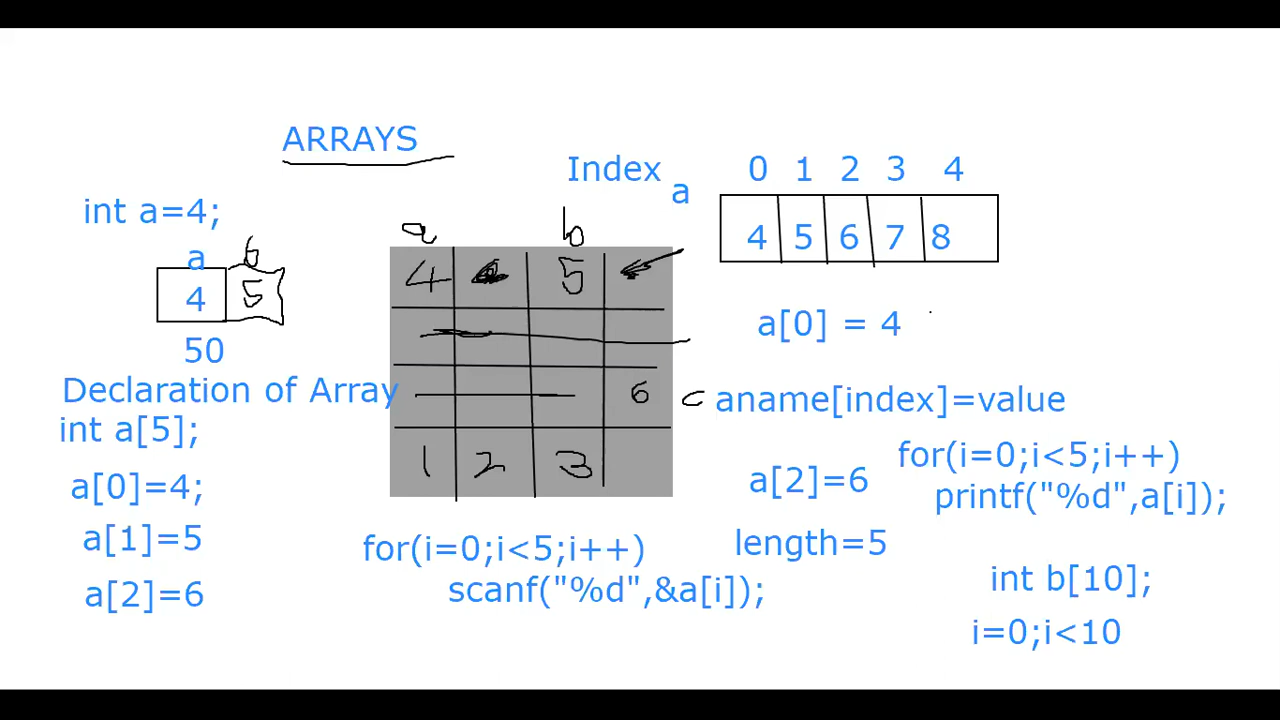 ARRAYS
int a=4;
a 6
4 5
50
Declaration of Array
int a[5];
a[0]=4;
a[1]=5
a[2]=6
a b
4 5
6 c
1 2 3
for(i=0;i<5;i++)
scanf("%d",&a[i]);
Index 0 1 2 3 4
a
4 5 6 7 8
a[0] = 4
aname[index]=value
a[2]=6
length=5
for(i=0;i<5;i++)
printf("%d",a[i]);
int b[10];
i=0;i<10